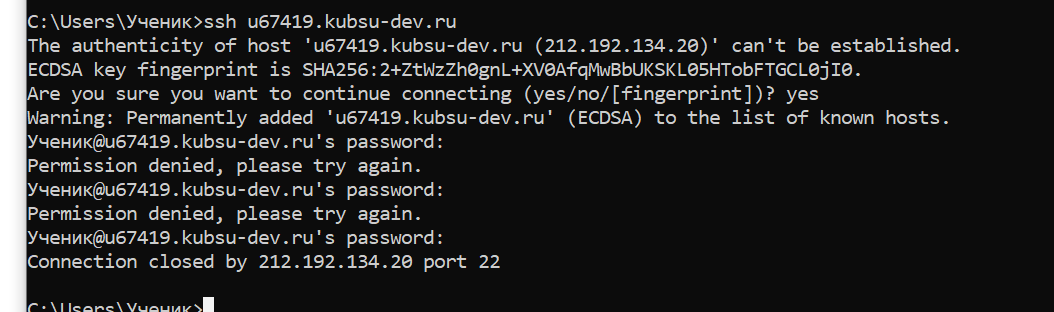 C:\Users\Ученик>ssh u67419.kubsu-dev.ru
The authenticity of host 'u67419.kubsu-dev.ru (212.192.134.20)' can't be established.
ECDSA key fingerprint is SHA256:2+ZtWzZh0gnL+XV0AfqMwBbUKSKL05HTobFTGCL0jI0.
Are you sure you want to continue connecting (yes/no/[fingerprint])? yes
Warning: Permanently added 'u67419.kubsu-dev.ru' (ECDSA) to the list of known hosts.
Ученик@u67419.kubsu-dev.ru's password:
Permission denied, please try again.
Ученик@u67419.kubsu-dev.ru's password:
Permission denied, please try again.
Ученик@u67419.kubsu-dev.ru's password:
Connection closed by 212.192.134.20 port 22
C:\Users\Ученик>